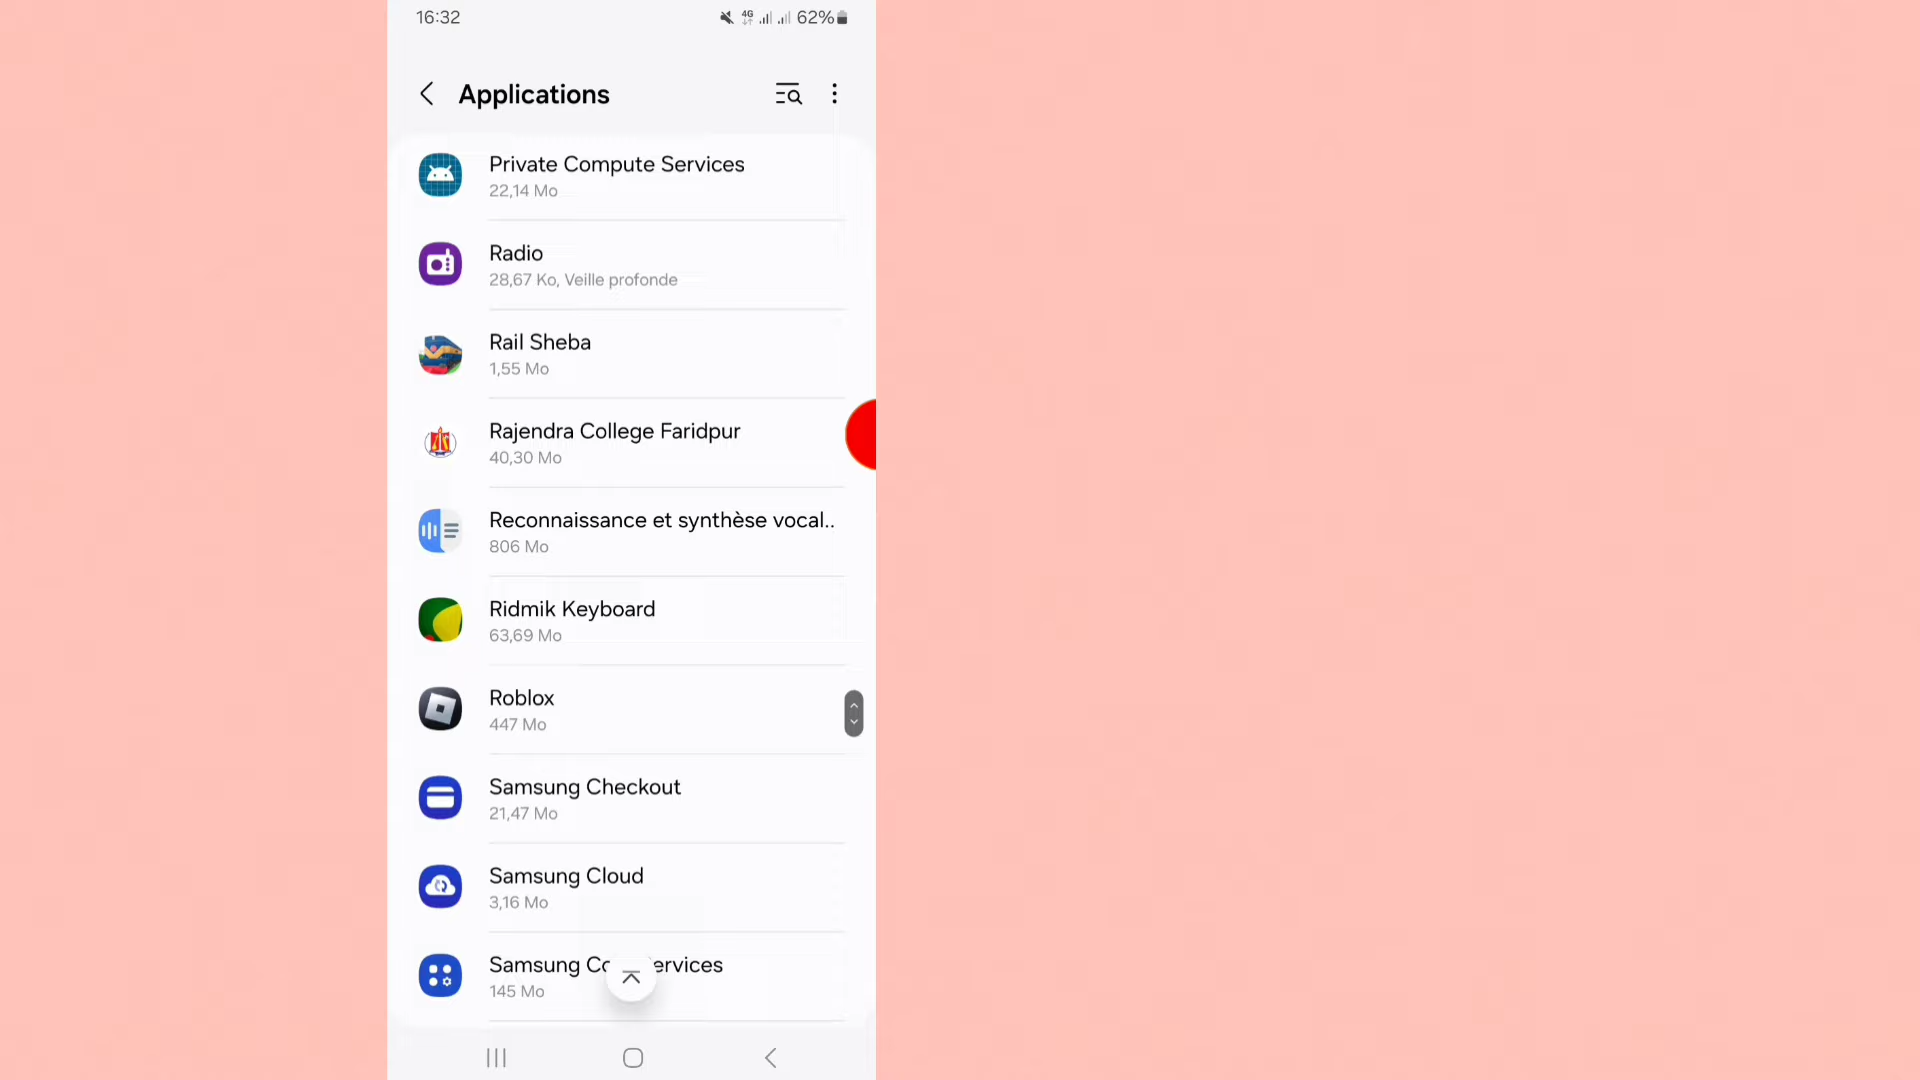 16:32
4G 62%
Applications
Private Compute Services
22,14 Mo
Radio
28,67 Ko, Veille profonde
Rail Sheba
1,55 Mo
Rajendra College Faridpur
40,30 Mo
Reconnaissance et synthèse vocal..
806 Mo
Ridmik Keyboard
63,69 Mo
Roblox
447 Mo
Samsung Checkout
21,47 Mo
Samsung Cloud
3,16 Mo
Samsung
145 Mo